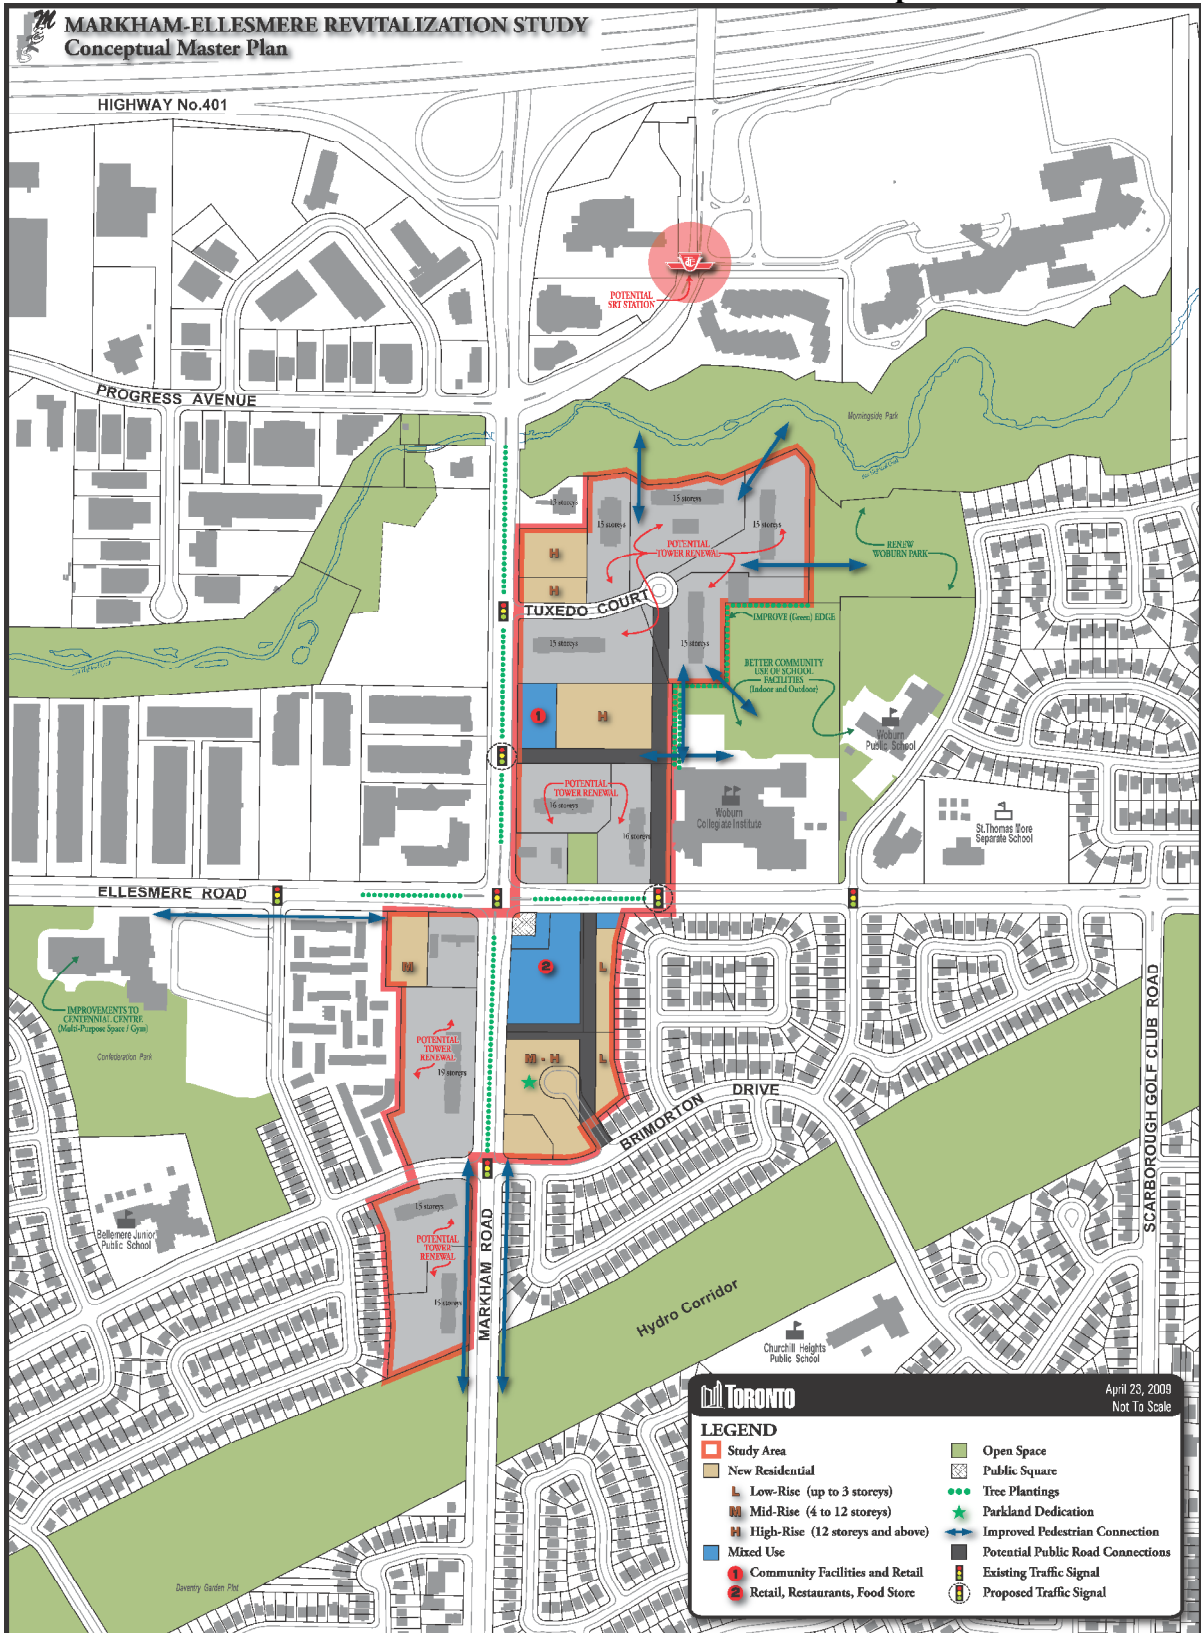 MARKHAM-ELLESMERE REVITALIZATION STUDY
Conceptual Master Plan
HIGHWAY No.401
POTENTIAL
SRT STATION
PROGRESS AVENUE
Morningside Park
15 storeys
15 storeys
15 storeys
15 storeys
POTENTIAL
TOWER RENEWAL
RENEW
WOBURN PARK
H
H
TUXEDO COURT
IMPROVE (Green) EDGE
15 storeys
15 storeys
BETTER COMMUNITY
USE OF SCHOOL
FACILITIES
(Indoor and Outdoor)
1
H
Woburn
Public School
POTENTIAL
TOWER RENEWAL
16 storeys
16 storeys
Woburn
Collegiate Institute
St.Thomas More
Separate School
ELLESMERE ROAD
M
2
L
IMPROVEMENTS TO
CENTENNIAL CENTRE
(Multi-Purpose Space / Gym)
Confederation Park
POTENTIAL
TOWER
RENEWAL
19 storeys
M - H
L
BRIMORTON DRIVE
SCARBOROUGH GOLF CLUB ROAD
15 storeys
Bellemere Junior
Public School
POTENTIAL
TOWER
RENEWAL
15 storeys
MARKHAM ROAD
Hydro Corridor
Churchill Heights
Public School
Daventry Garden Plot
TORONTO
April 23, 2009
Not To Scale
LEGEND
Study Area
New Residential
L Low-Rise (up to 3 storeys)
M Mid-Rise (4 to 12 storeys)
H High-Rise (12 storeys and above)
Mixed Use
1 Community Facilities and Retail
2 Retail, Restaurants, Food Store
Open Space
Public Square
Tree Plantings
Parkland Dedication
Improved Pedestrian Connection
Potential Public Road Connections
Existing Traffic Signal
Proposed Traffic Signal